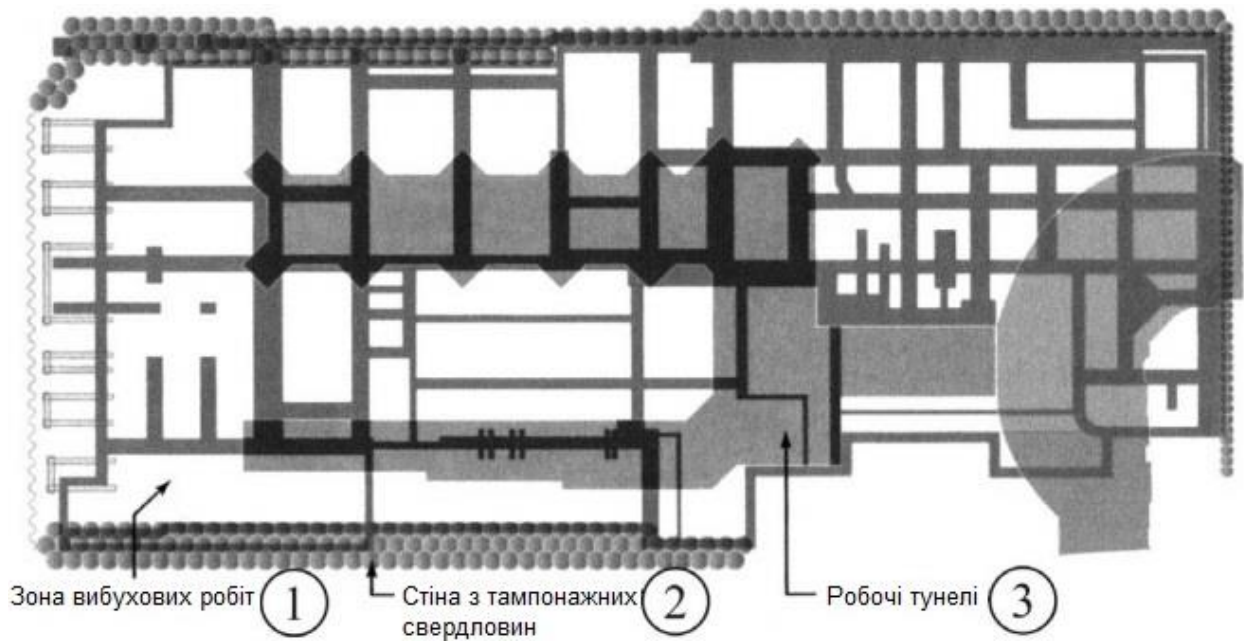 Зона вибухових робіт 1
Стіна з тампонажних свердловин 2
Робочі тунелі 3